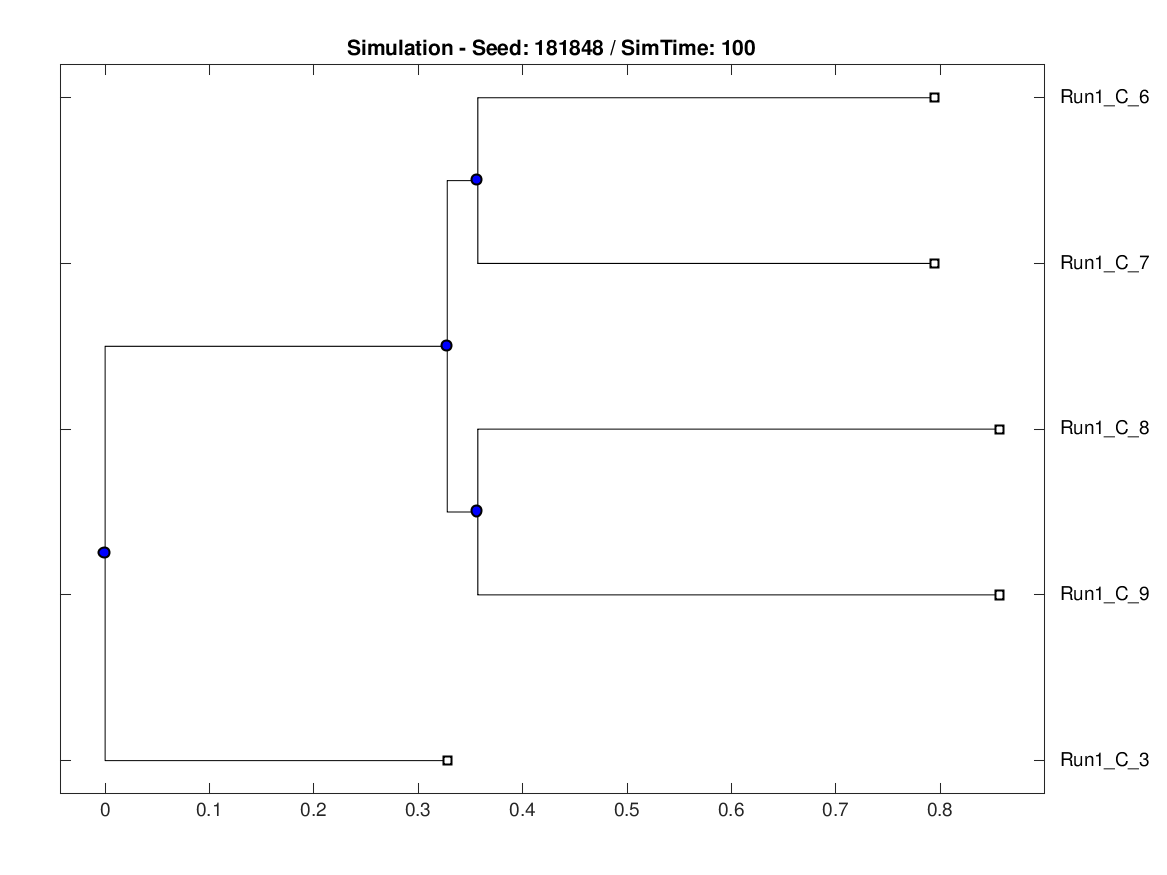 Simulation - Seed: 181848 / SimTime: 100
Run1_C_6
Run1_C_7
Run1_C_8
Run1_C_9
Run1_C_3
0 0.1 0.2 0.3 0.4 0.5 0.6 0.7 0.8